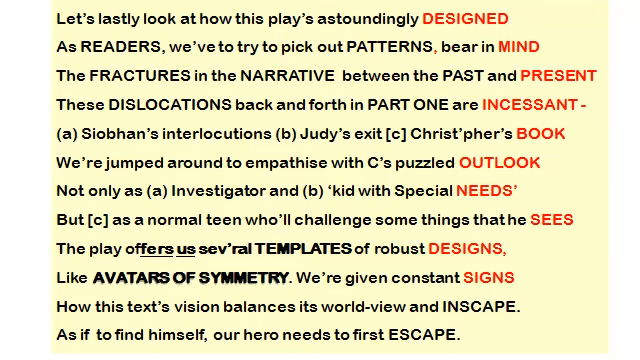 Let's lastly look at how this play's astoundingly DESIGNED
As READERS, we've to try to pick out PATTERNS, bear in MIND
The FRACTURES in the NARRATIVE between the PAST and PRESENT
These DISLOCATIONS back and forth in PART ONE are INCESSANT -
(a) Siobhan's interlocutions (b) Judy's exit [c] Christ'pher's BOOK
We're jumped around to empathise with C's puzzled OUTLOOK
Not only as (a) Investigator and (b) 'kid with Special NEEDS'
But [c] as a normal teen who'll challenge some things that he SEES
The play offers us sev'ral TEMPLATES of robust DESIGNS,
Like AVATARS OF SYMMETRY. We're given constant SIGNS
How this text's vision balances its world-view and INSCAPE.
As if to find himself, our hero needs to first ESCAPE.